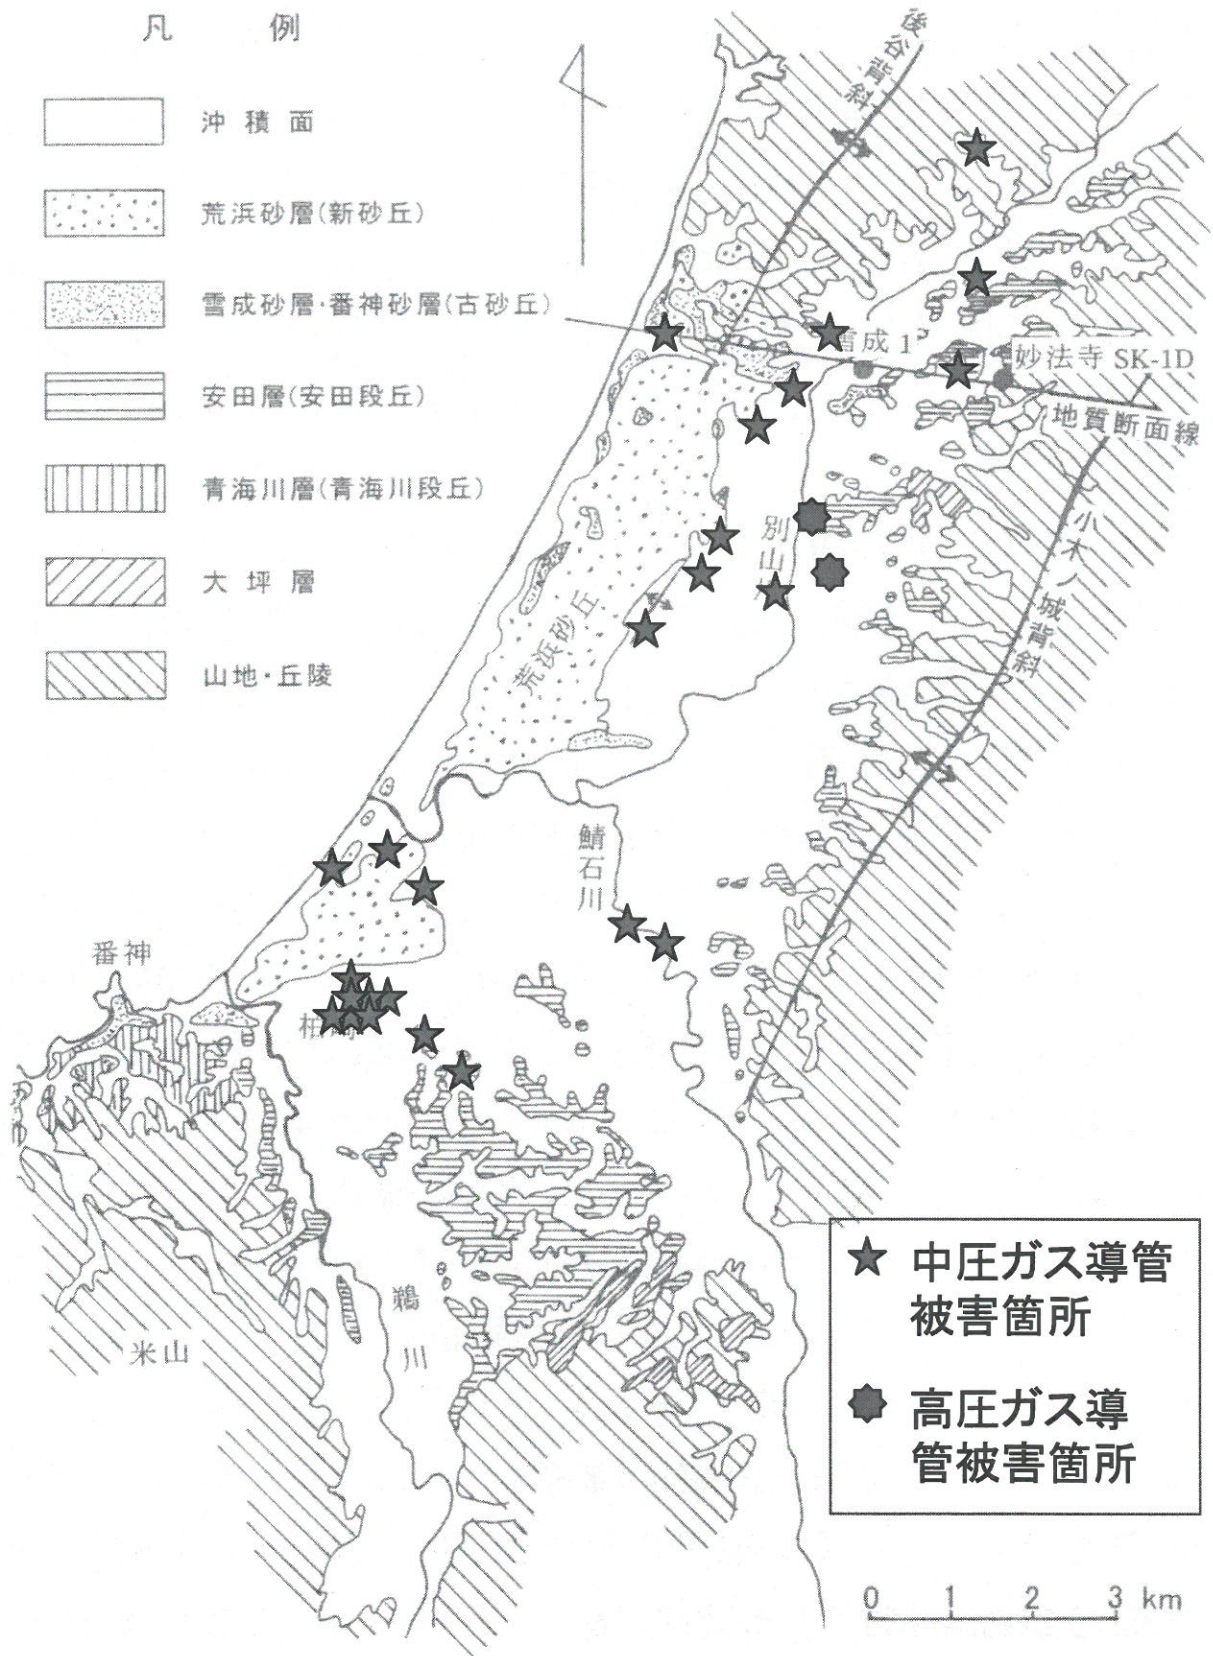 凡例
沖積面
荒浜砂層(新砂丘)
雪成砂層・番神砂層(古砂丘)
安田層(安田段丘)
青海川層(青海川段丘)
大坪層
山地・丘陵
後谷背斜
雪成 1
妙法寺 SK-1D
地質断面線
別山
小木ノ城背斜
荒浜砂丘
鯖石川
番神
柏崎
鵜川
米山
中圧ガス導管
被害箇所
高圧ガス導
管被害箇所
0 1 2 3 km